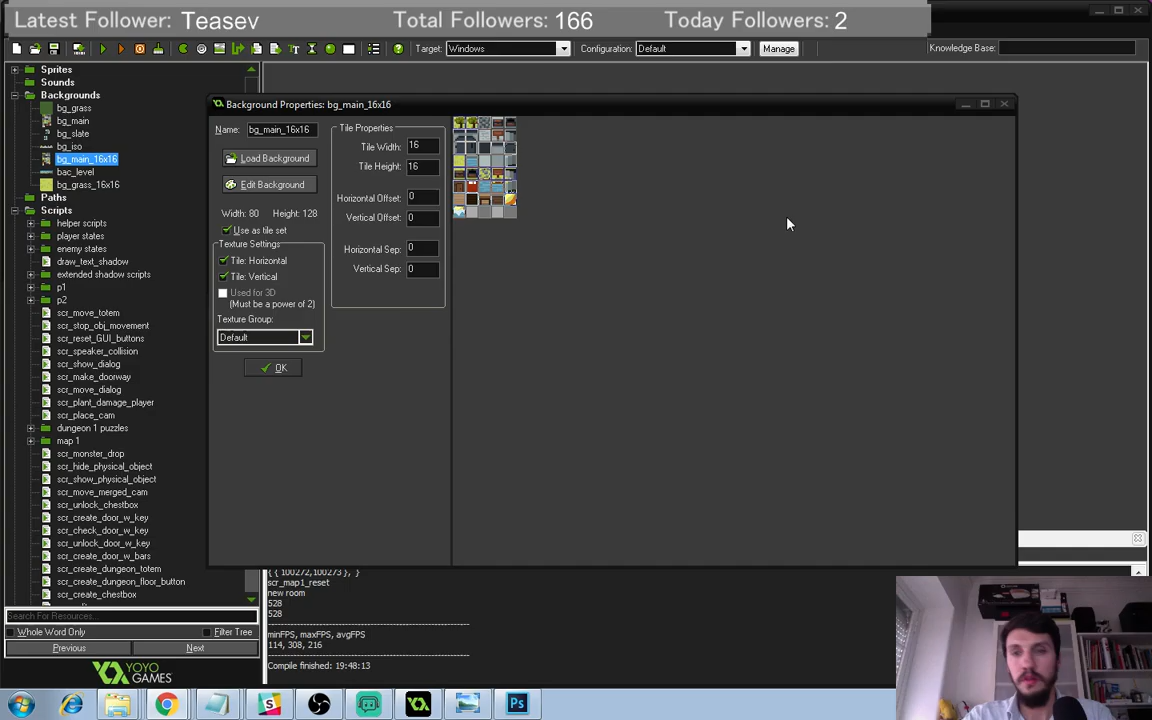 Latest Follower: Teasev
Total Followers: 166
Today Followers: 2
Target:
Windows
Configuration:
Default
Manage
Knowledge Base:
Sprites
Sounds
Backgrounds
bg_grass
bg_main
bg_slate
bg_iso
bg_main_16x16
bac_level
bg_grass_16x16
Paths
Scripts
helper scripts
player states
enemy states
draw_text_shadow
extended shadow scripts
p1
p2
scr_move_totem
scr_stop_obj_movement
scr_reset_GUI_buttons
scr_speaker_collision
scr_show_dialog
scr_make_doorway
scr_move_dialog
scr_plant_damage_player
scr_place_cam
dungeon 1 puzzles
map 1
scr_monster_drop
scr_hide_physical_object
scr_show_physical_object
scr_move_merged_cam
scr_unlock_chestbox
scr_create_door_w_key
scr_check_door_w_key
scr_unlock_door_w_key
scr_create_door_w_bars
scr_create_dungeon_totem
scr_create_dungeon_floor_button
scr_create_chestbox
Search For Resources...
Whole Word Only
Filter Tree
Previous
Next
YOYO
GAMES
Background Properties: bg_main_16x16
Name:
bg_main_16x16
Load Background
Edit Background
Width: 80
Height: 128
Use as tile set
Texture Settings
Tile: Horizontal
Tile: Vertical
Used for 3D
(Must be a power of 2)
Texture Group:
Default
OK
Tile Properties
Tile Width:
16
Tile Height:
16
Horizontal Offset:
0
Vertical Offset:
0
Horizontal Sep:
0
Vertical Sep:
0
{ { 100272,100273 }, }
scr_map1_reset
new room
528
528
minFPS, maxFPS, avgFPS
114, 308, 216
Compile finished: 19:48:13
Ps